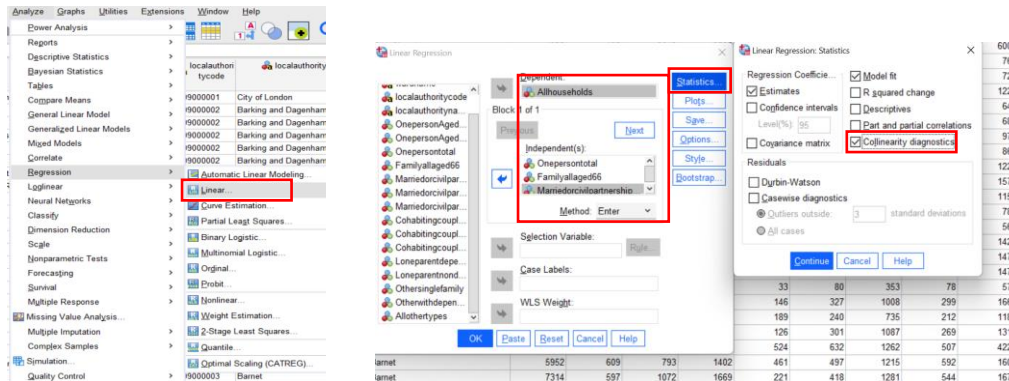 Analyze Graphs Utilities Extensions Window Help
Power Analysis
Reports
Descriptive Statistics
Bayesian Statistics
Tables
Compare Means
General Linear Model
Generalized Linear Models
Mixed Models
Correlate
Regression
Loglinear
Neural Networks
Classify
Dimension Reduction
Scale
Nonparametric Tests
Forecasting
Survival
Multiple Response
Missing Value Analysis...
Multiple Imputation
Complex Samples
Simulation...
Quality Control
Automatic Linear Modeling...
Linear...
Curve Estimation...
Partial Least Squares...
Binary Logistic...
Multinomial Logistic...
Ordinal...
Probit...
Nonlinear...
Weight Estimation...
2-Stage Least Squares...
Quantile...
Optimal Scaling (CATREG)...
localauthori
tycode
localauthority
City of London
Barking and Dagenham
Barking and Dagenham
Barking and Dagenham
Barking and Dagenham
Barking and Dagenham
9000003 Barnet
Linear Regression
localauthoritycode
localauthorityna...
OnepersonAged...
OnepersonAged...
Onepersontotal
Familyallaged66
Marriedorcivilpar...
Marriedorcivilpar...
Marriedorcivilpar...
Cohabitingcoupl...
Cohabitingcoupl...
Cohabitingcoupl...
Loneparentdepe...
Loneparentnond...
Othersinglefamily
Otherwithdepen...
Allothertypes
Dependent:
Allhouseholds
Block 1 of 1
Previous
Next
Independent(s):
Onepersontotal
Familyallaged66
Marriedorcivilpartnership
Method: Enter
Selection Variable:
Rule...
Case Labels:
WLS Weight:
Statistics...
Plots...
Save...
Options...
Style...
Bootstrap...
OK Paste Reset Cancel Help
Linear Regression: Statistics
Regression Coefficie...
Estimates
Confidence intervals
Level(%): 95
Covariance matrix
Model fit
R squared change
Descriptives
Part and partial correlations
Collinearity diagnostics
Residuals
Durbin-Watson
Casewise diagnostics
Outliers outside: 3 standard deviations
All cases
Continue Cancel Help
33 80 353 78
146 327 1008 299
189 240 735 212
126 301 1087 269
524 632 1262 507
5952 609 793 1402 461 497 1215 592
7314 597 1072 1669 221 418 1281 544